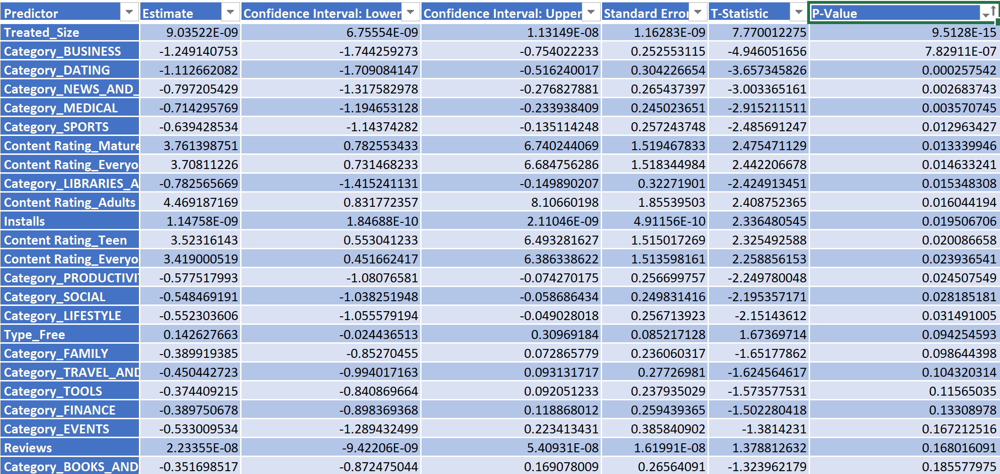 Predictor Estimate Confidence Interval: Lower Confidence Interval: Upper Standard Error T-Statistic P-Value
Treated_Size 9.03522E-09 6.75554E-09 1.13149E-08 1.16283E-09 7.770012275 9.5128E-15
Category_BUSINESS -1.249140753 -1.744259273 -0.754022233 0.252553115 -4.946051656 7.82911E-07
Category_DATING -1.112662082 -1.709084147 -0.516240017 0.304226654 -3.657345826 0.000257542
Category_NEWS_AND_ -0.797205429 -1.317582978 -0.276827881 0.265437397 -3.003365161 0.002683743
Category_MEDICAL -0.714295769 -1.194653128 -0.233938409 0.245023651 -2.915211511 0.003570745
Category_SPORTS -0.639428534 -1.14374282 -0.135114248 0.257243748 -2.485691247 0.012963427
Content Rating_Mature 3.761398751 0.782553433 6.740244069 1.519467833 2.475471129 0.013339946
Content Rating_Everyo 3.70811226 0.731468233 6.684756286 1.518344984 2.442206678 0.014633241
Category_LIBRARIES_A -0.782565669 -1.415241131 -0.149890207 0.32271901 -2.424913451 0.015348308
Content Rating_Adults 4.469187169 0.831772357 8.10660198 1.85539503 2.408752365 0.016044194
Installs 1.14758E-09 1.84688E-10 2.11046E-09 4.91156E-10 2.336480545 0.019506706
Content Rating_Teen 3.52316143 0.553041233 6.493281627 1.515017269 2.325492588 0.020086658
Content Rating_Everyo 3.419000519 0.451662417 6.386338622 1.513598161 2.258856153 0.023936541
Category_PRODUCTIVIT -0.577517993 -1.08076581 -0.074270175 0.256699757 -2.249780048 0.024507549
Category_SOCIAL -0.548469191 -1.038251948 -0.058686434 0.249831416 -2.195357171 0.028185181
Category_LIFESTYLE -0.552303606 -1.055579194 -0.049028018 0.256713923 -2.15143612 0.031491005
Type_Free 0.142627663 -0.024436513 0.30969184 0.085217128 1.67369714 0.094254593
Category_FAMILY -0.389919385 -0.85270455 0.072865779 0.236060317 -1.65177862 0.098644398
Category_TRAVEL_AND -0.450442723 -0.994017163 0.093131717 0.27726981 -1.624564617 0.104320314
Category_TOOLS -0.374409215 -0.840869664 0.092051233 0.237935029 -1.573577531 0.11565035
Category_FINANCE -0.389750678 -0.898369368 0.118868012 0.259439365 -1.502280418 0.13308978
Category_EVENTS -0.533009534 -1.289432499 0.223413431 0.385840902 -1.3814231 0.167212516
Reviews 2.23355E-08 -9.42206E-09 5.40931E-08 1.61991E-08 1.378812632 0.168016091
Category_BOOKS_AND_ -0.351698517 -0.872475044 0.169078009 0.26564091 -1.323962179 0.185577975